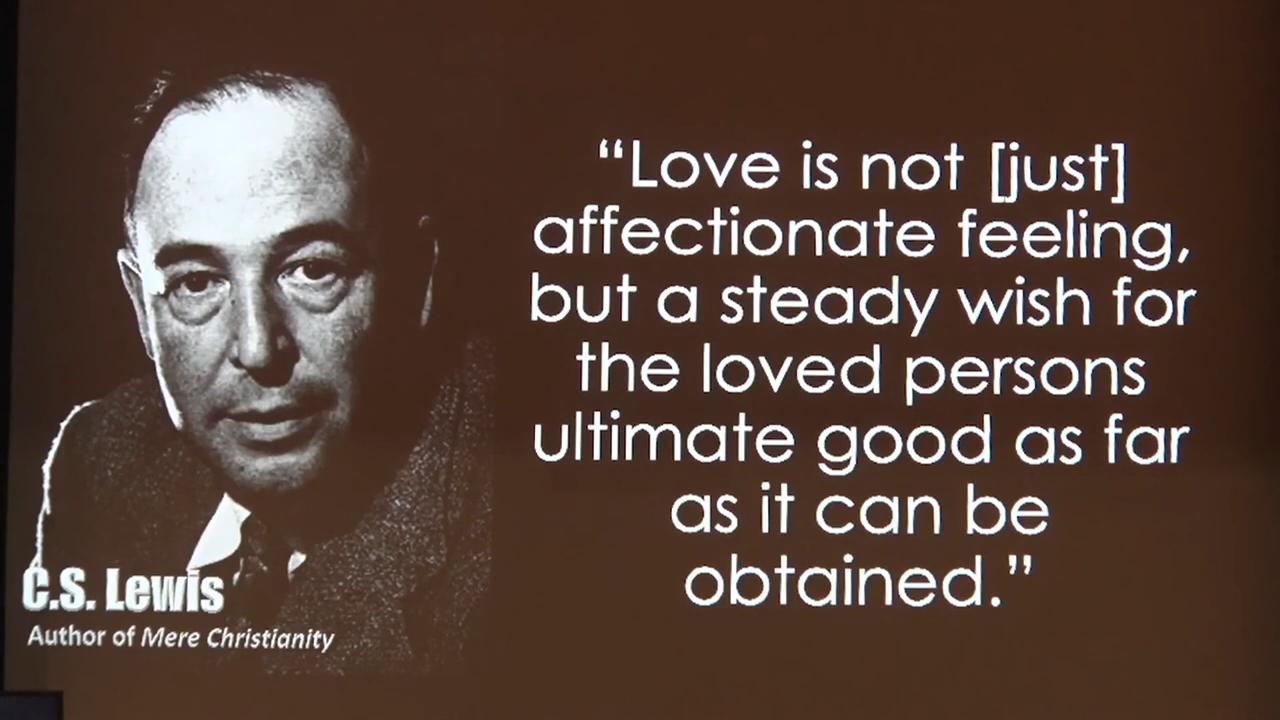 “Love is not [just]
affectionate feeling,
but a steady wish for
the loved persons
ultimate good as far
as it can be
obtained.”
C.S. Lewis
Author of Mere Christianity